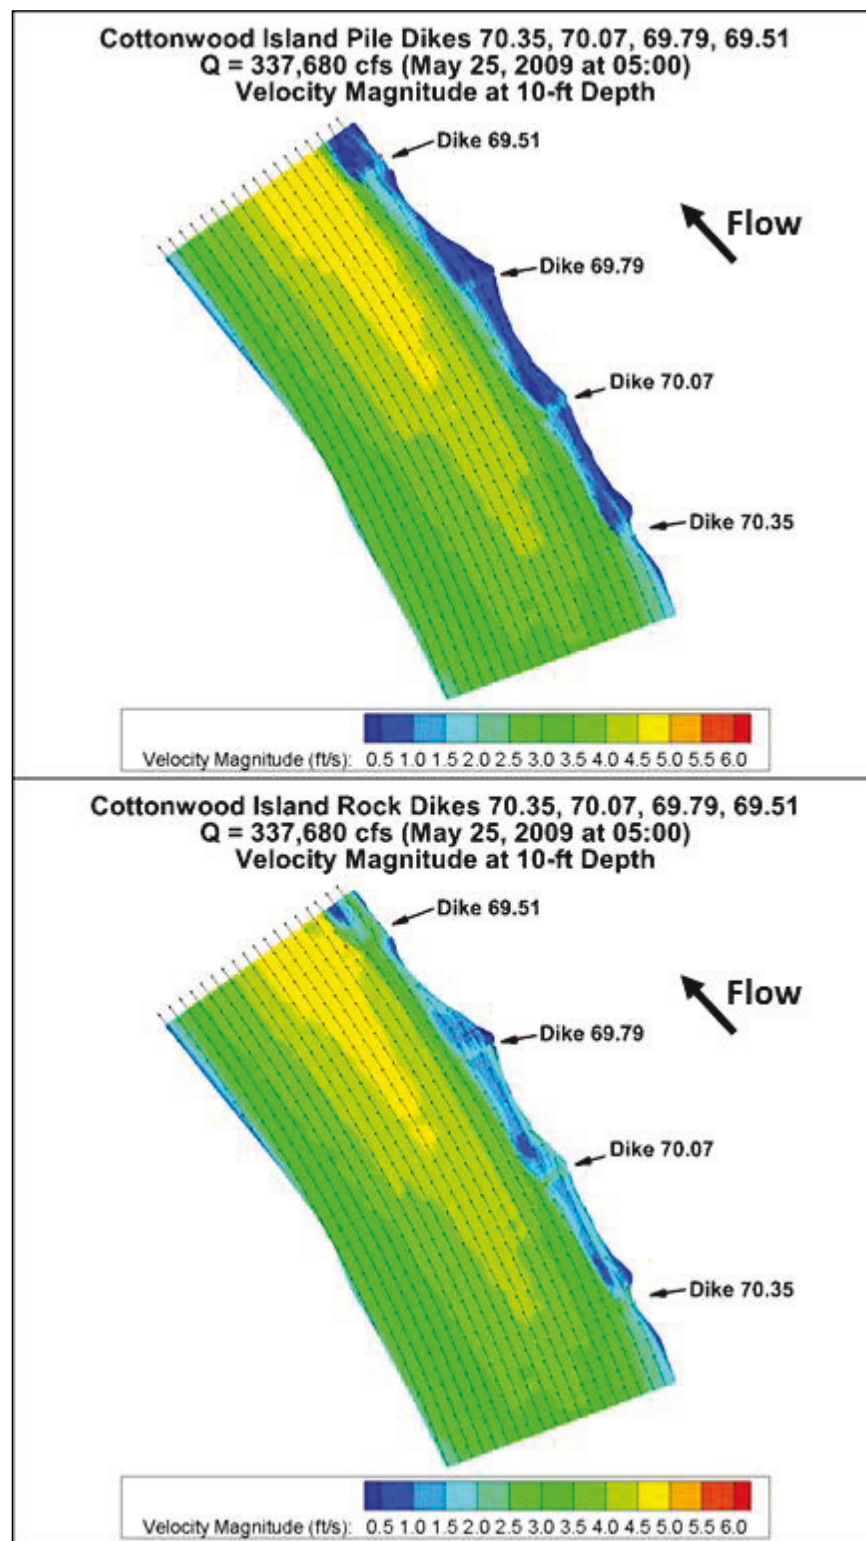 Cottonwood Island Pile Dikes 70.35, 70.07, 69.79, 69.51
Q = 337,680 cfs (May 25, 2009 at 05:00)
Velocity Magnitude at 10-ft Depth
Dike 69.51
Flow
Dike 69.79
Dike 70.07
Dike 70.35
Velocity Magnitude (ft/s): 0.5 1.0 1.5 2.0 2.5 3.0 3.5 4.0 4.5 5.0 5.5 6.0
Cottonwood Island Rock Dikes 70.35, 70.07, 69.79, 69.51
Q = 337,680 cfs (May 25, 2009 at 05:00)
Velocity Magnitude at 10-ft Depth
Dike 69.51
Flow
Dike 69.79
Dike 70.07
Dike 70.35
Velocity Magnitude (ft/s): 0.5 1.0 1.5 2.0 2.5 3.0 3.5 4.0 4.5 5.0 5.5 6.0